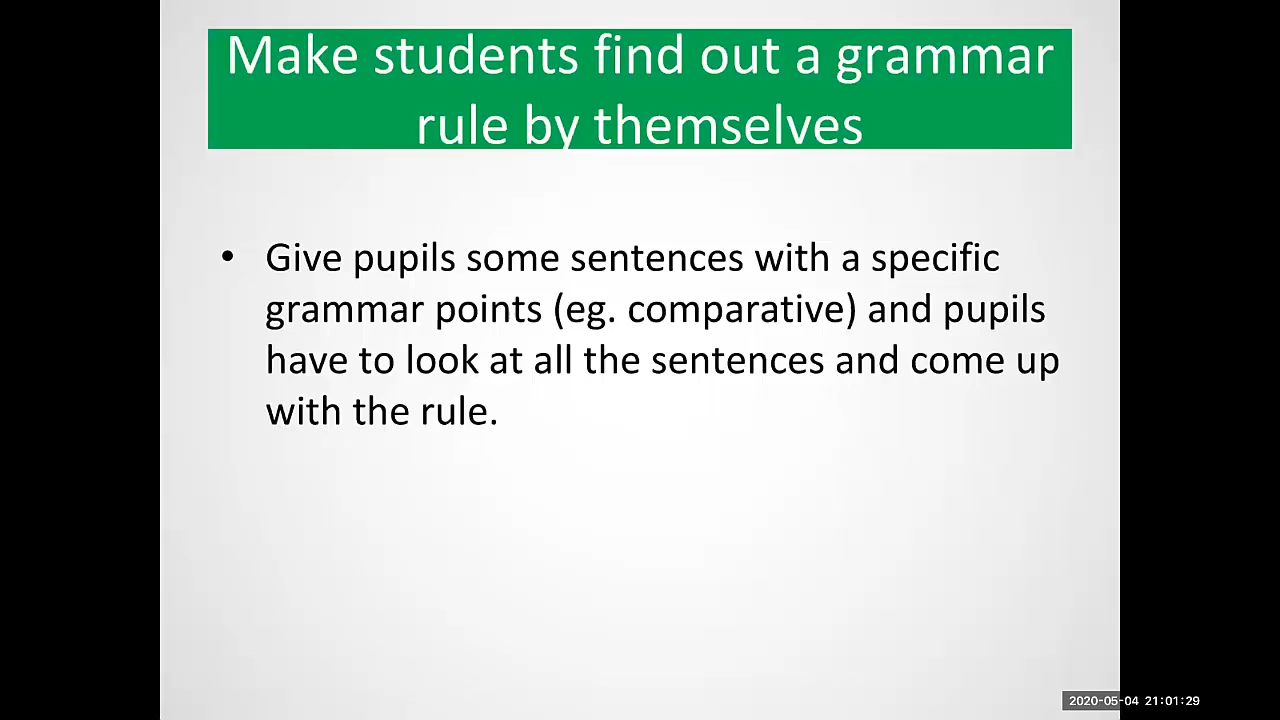 Make students find out a grammar
rule by themselves
• Give pupils some sentences with a specific
grammar points (eg. comparative) and pupils
have to look at all the sentences and come up
with the rule.
2020-05-04 21:01:29